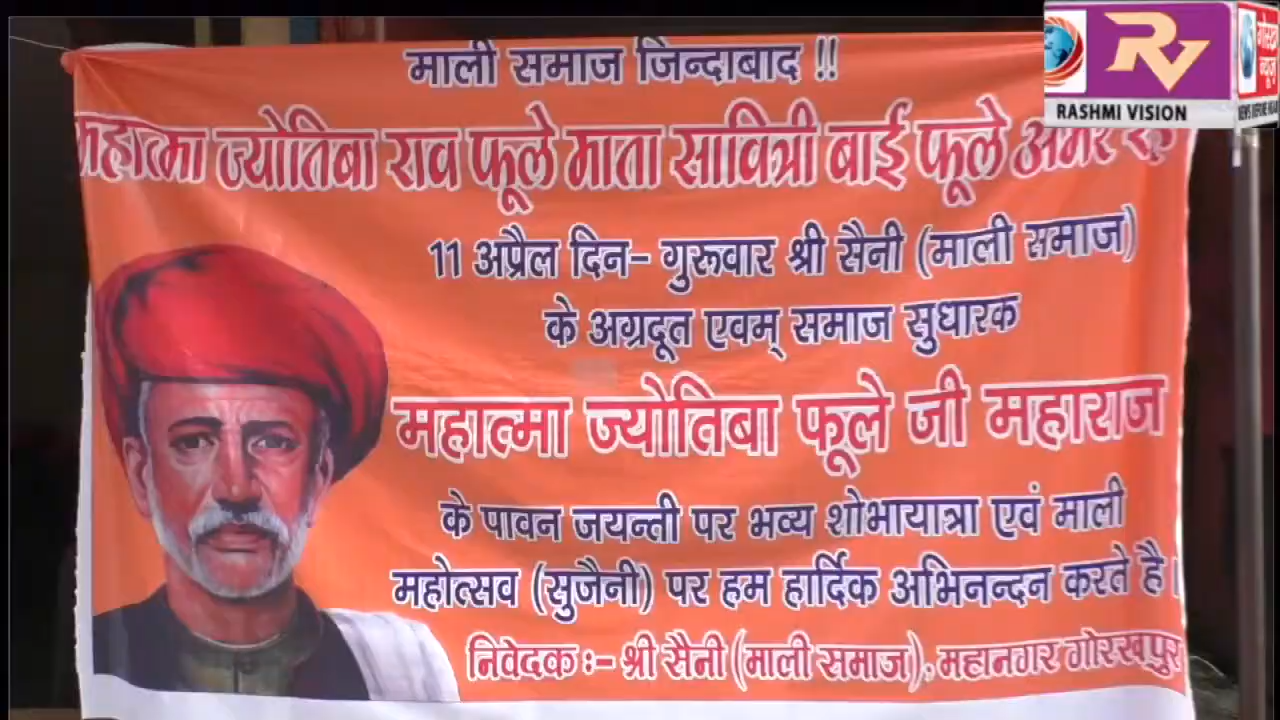 माली समाज जिन्दाबाद !!
महात्मा ज्योतिबा राव फूले माता सावित्री बाई फूले अमर रहे
11 अप्रैल दिन- गुरूवार श्री सैनी (माली समाज)
के अग्रदूत एवम् समाज सुधारक
महात्मा ज्योतिबा फूले जी महाराज
के पावन जयन्ती पर भव्य शोभायात्रा एवं माली
महोत्सव (सुजैनी) पर हम हार्दिक अभिनन्दन करते है।
निवेदक :- श्री सैनी (माली समाज), महानगर गोरखपुर
RV
RASHMI VISION
न्यूज